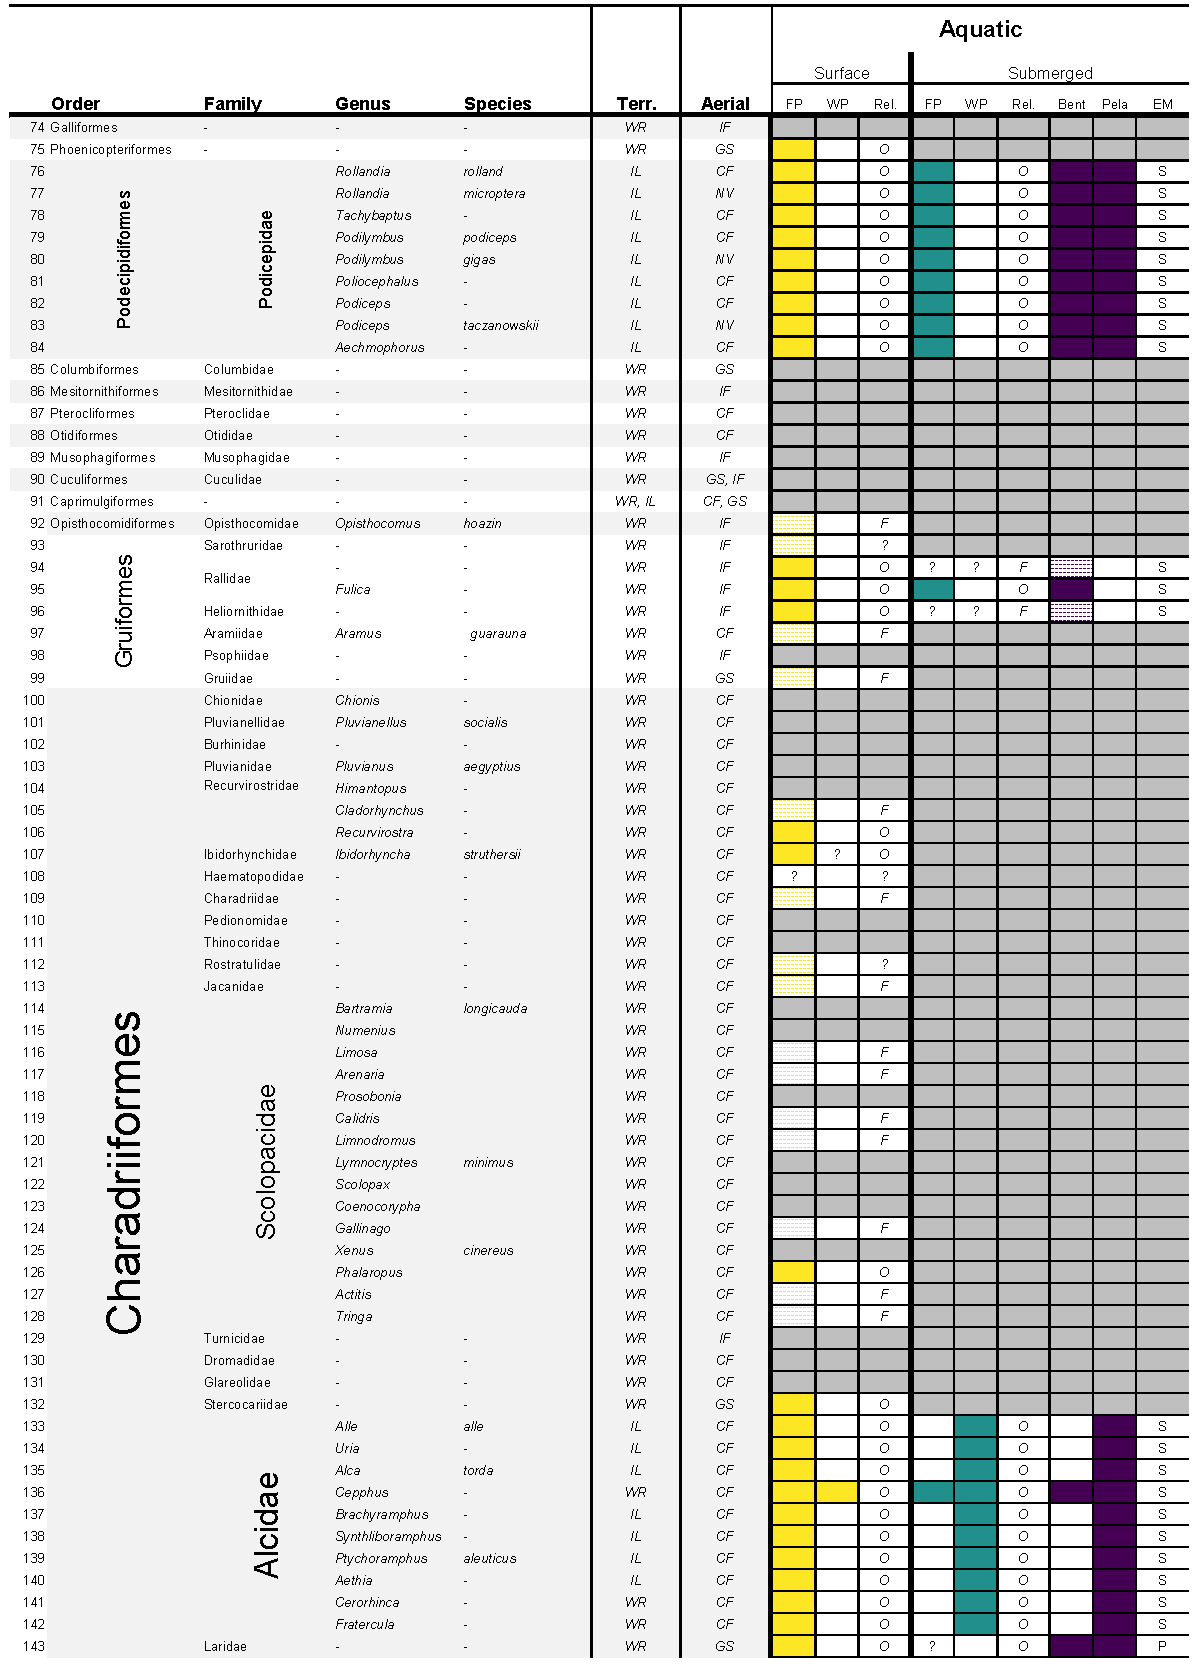 Aquatic
Surface Submerged
Order Family Genus Species Terr. Aerial FP WP Rel. FP WP Rel. Bent Pela EM
74 Galliformes - - - WR IF
75 Phoenicopteriformes - - - WR GS O
Podecipidiformes
Podicepidae
76 Rollandia rolland IL CF O O S
77 Rollandia microptera IL NV O O S
78 Tachybaptus - IL CF O O S
79 Podilymbus podiceps IL CF O O S
80 Podilymbus gigas IL NV O O S
81 Poliocephalus - IL CF O O S
82 Podiceps - IL CF O O S
83 Podiceps taczanowskii IL NV O O S
84 Aechmophorus - IL CF O O S
85 Columbiformes Columbidae - - WR GS
86 Mesitornithiformes Mesitornithidae - - WR IF
87 Pterocliformes Pteroclidae - - WR CF
88 Otidiformes Otididae - - WR CF
89 Musophagiformes Musophagidae - - WR IF
90 Cuculiformes Cuculidae - - WR GS, IF
91 Caprimulgiformes - - - WR, IL CF, GS
92 Opisthocomidiformes Opisthocomidae Opisthocomus hoazin WR IF F
Gruiformes
93 Sarothruridae - - WR IF ?
94 - - WR IF O ? ? F S
Rallidae
95 Fulica - WR IF O O S
96 Heliornithidae - - WR IF O ? ? F S
97 Aramiidae Aramus guarauna WR CF F
98 Psophiidae - - WR IF
99 Gruiidae - - WR GS F
Charadriiformes
100 Chionidae Chionis - WR CF
101 Pluvianellidae Pluvianellus socialis WR CF
102 Burhinidae - - WR CF
103 Pluvianidae Pluvianus aegyptius WR CF
104 Recurvirostridae Himantopus - WR CF
105 Cladorhynchus - WR CF F
106 Recurvirostra - WR CF O
107 Ibidorhynchidae Ibidorhyncha struthersii WR CF ? O
108 Haematopodidae - - WR CF ? ?
109 Charadriidae - - WR CF F
110 Pedionomidae - - WR CF
111 Thinocoridae - - WR CF
112 Rostratulidae - - WR CF ?
113 Jacanidae - - WR CF F
Scolopacidae
114 Bartramia longicauda WR CF
115 Numenius WR CF
116 Limosa WR CF F
117 Arenaria WR CF F
118 Prosobonia WR CF
119 Calidris WR CF F
120 Limnodromus WR CF F
121 Lymnocryptes minimus WR CF
122 Scolopax WR CF
123 Coenocorypha WR CF
124 Gallinago WR CF F
125 Xenus cinereus WR CF
126 Phalaropus WR CF O
127 Actitis WR CF F
128 Tringa WR CF F
129 Turnicidae - - WR IF
130 Dromadidae - - WR CF
131 Glareolidae - - WR CF
132 Stercocariidae - - WR GS O
Alcidae
133 Alle alle IL CF O O S
134 Uria - IL CF O O S
135 Alca torda IL CF O O S
136 Cepphus - WR CF O O S
137 Brachyramphus - IL CF O O S
138 Synthliboramphus - IL CF O O S
139 Ptychoramphus aleuticus IL CF O O S
140 Aethia - IL CF O O S
141 Cerorhinca - WR CF O O S
142 Fratercula - WR CF O O S
143 Laridae - - WR GS O ? O P